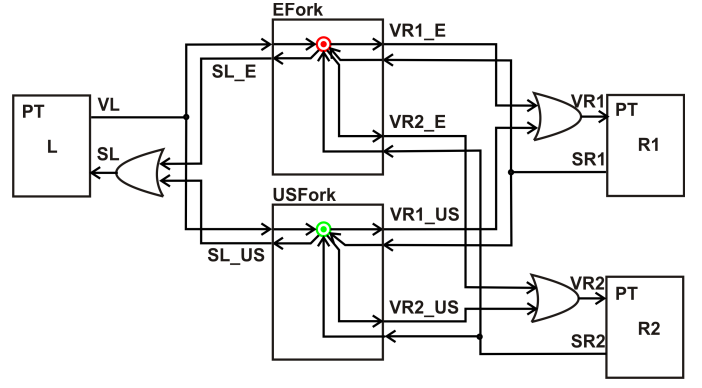 EFork
VR1_E
SL_E
PT
VL
L
SL
VR2_E
VR1
PT
R1
SR1
USFork
VR1_US
SL_US
VR2_US
VR2
PT
R2
SR2